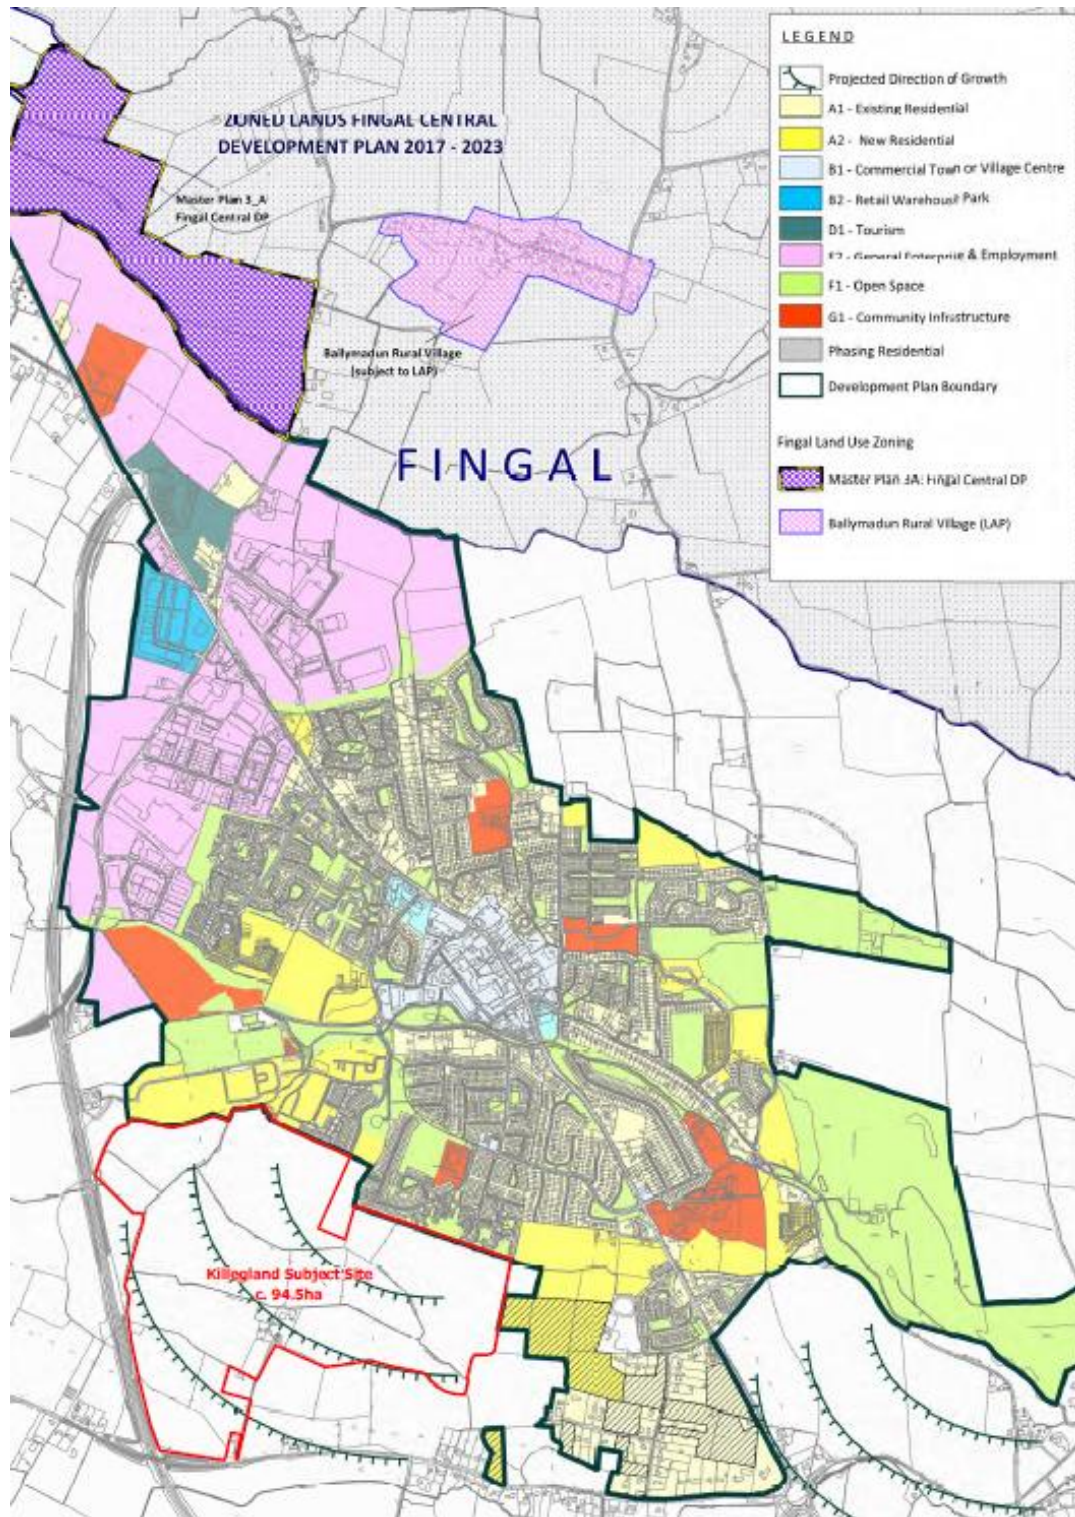 ZONED LANDS FINGAL CENTRAL
DEVELOPMENT PLAN 2017 - 2023
Master Plan 3_A
Fingal Central DP
Ballymadun Rural Village
(subject to LAP)
FINGAL
Killegland Subject Site
c. 94.5ha
LEGEND
Projected Direction of Growth
A1 - Existing Residential
A2 - New Residential
B1 - Commercial Town or Village Centre
B2 - Retail Warehouse Park
D1 - Tourism
E2 - General Enterprise & Employment
F1 - Open Space
G1 - Community Infrastructure
Phasing Residential
Development Plan Boundary
Fingal Land Use Zoning
Master Plan 3A: Fingal Central DP
Ballymadun Rural Village (LAP)